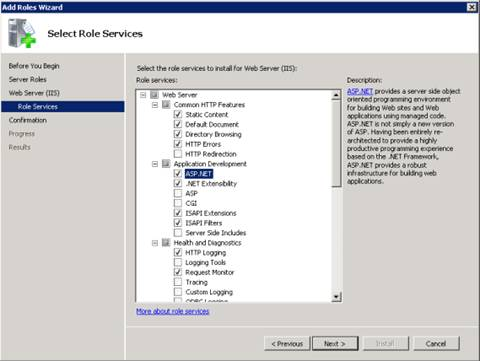 Add Roles Wizard
Select Role Services
Before You Begin
Server Roles
Web Server (IIS)
Role Services
Confirmation
Progress
Results
Select the role services to install for Web Server (IIS):
Role services:
Web Server
Common HTTP Features
Static Content
Default Document
Directory Browsing
HTTP Errors
HTTP Redirection
Application Development
ASP.NET
.NET Extensibility
ASP
CGI
ISAPI Extensions
ISAPI Filters
Server Side Includes
Health and Diagnostics
HTTP Logging
Logging Tools
Request Monitor
Tracing
Custom Logging
ODBC Logging
More about role services
Description:
ASP.NET provides a server side object
oriented programming environment
for building Web sites and Web
applications using managed code.
ASP.NET is not simply a new version
of ASP. Having been entirely re-
architected to provide a highly
productive programming experience
based on the .NET Framework,
ASP.NET provides a robust
infrastructure for building web
applications.
< Previous
Next >
Install
Cancel